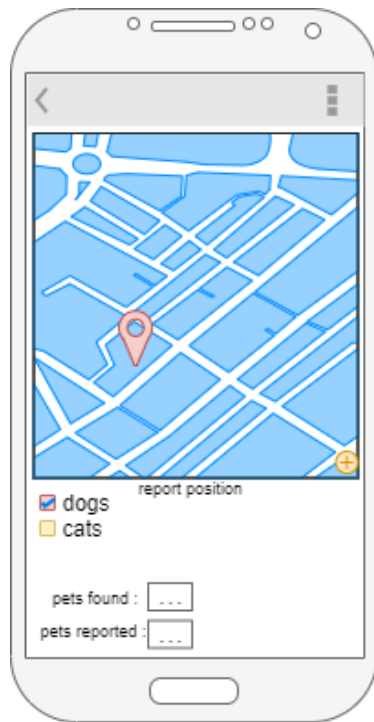 report position
dogs
cats
pets found : ...
pets reported : ...